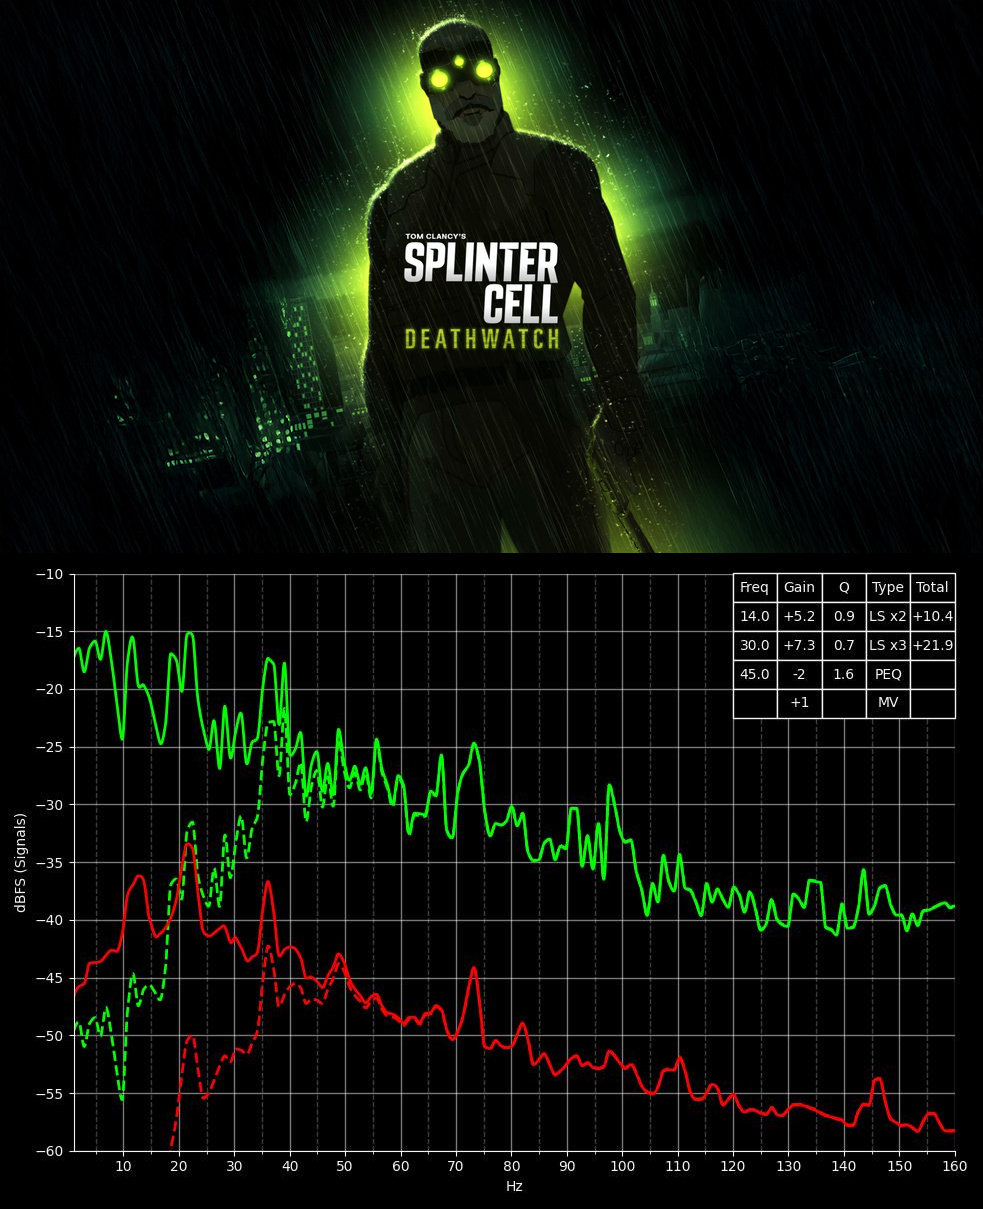 TOM CLANCY'S
SPLINTER
CELL
DEATHWATCH
Freq Gain Q Type Total
14.0 +5.2 0.9 LS x2 +10.4
30.0 +7.3 0.7 LS x3 +21.9
45.0 -2 1.6 PEQ
+1 MV
−10
−15
−20
−25
−30
−35
−40
−45
−50
−55
−60
dBFS (Signals)
10 20 30 40 50 60 70 80 90 100 110 120 130 140 150 160
Hz